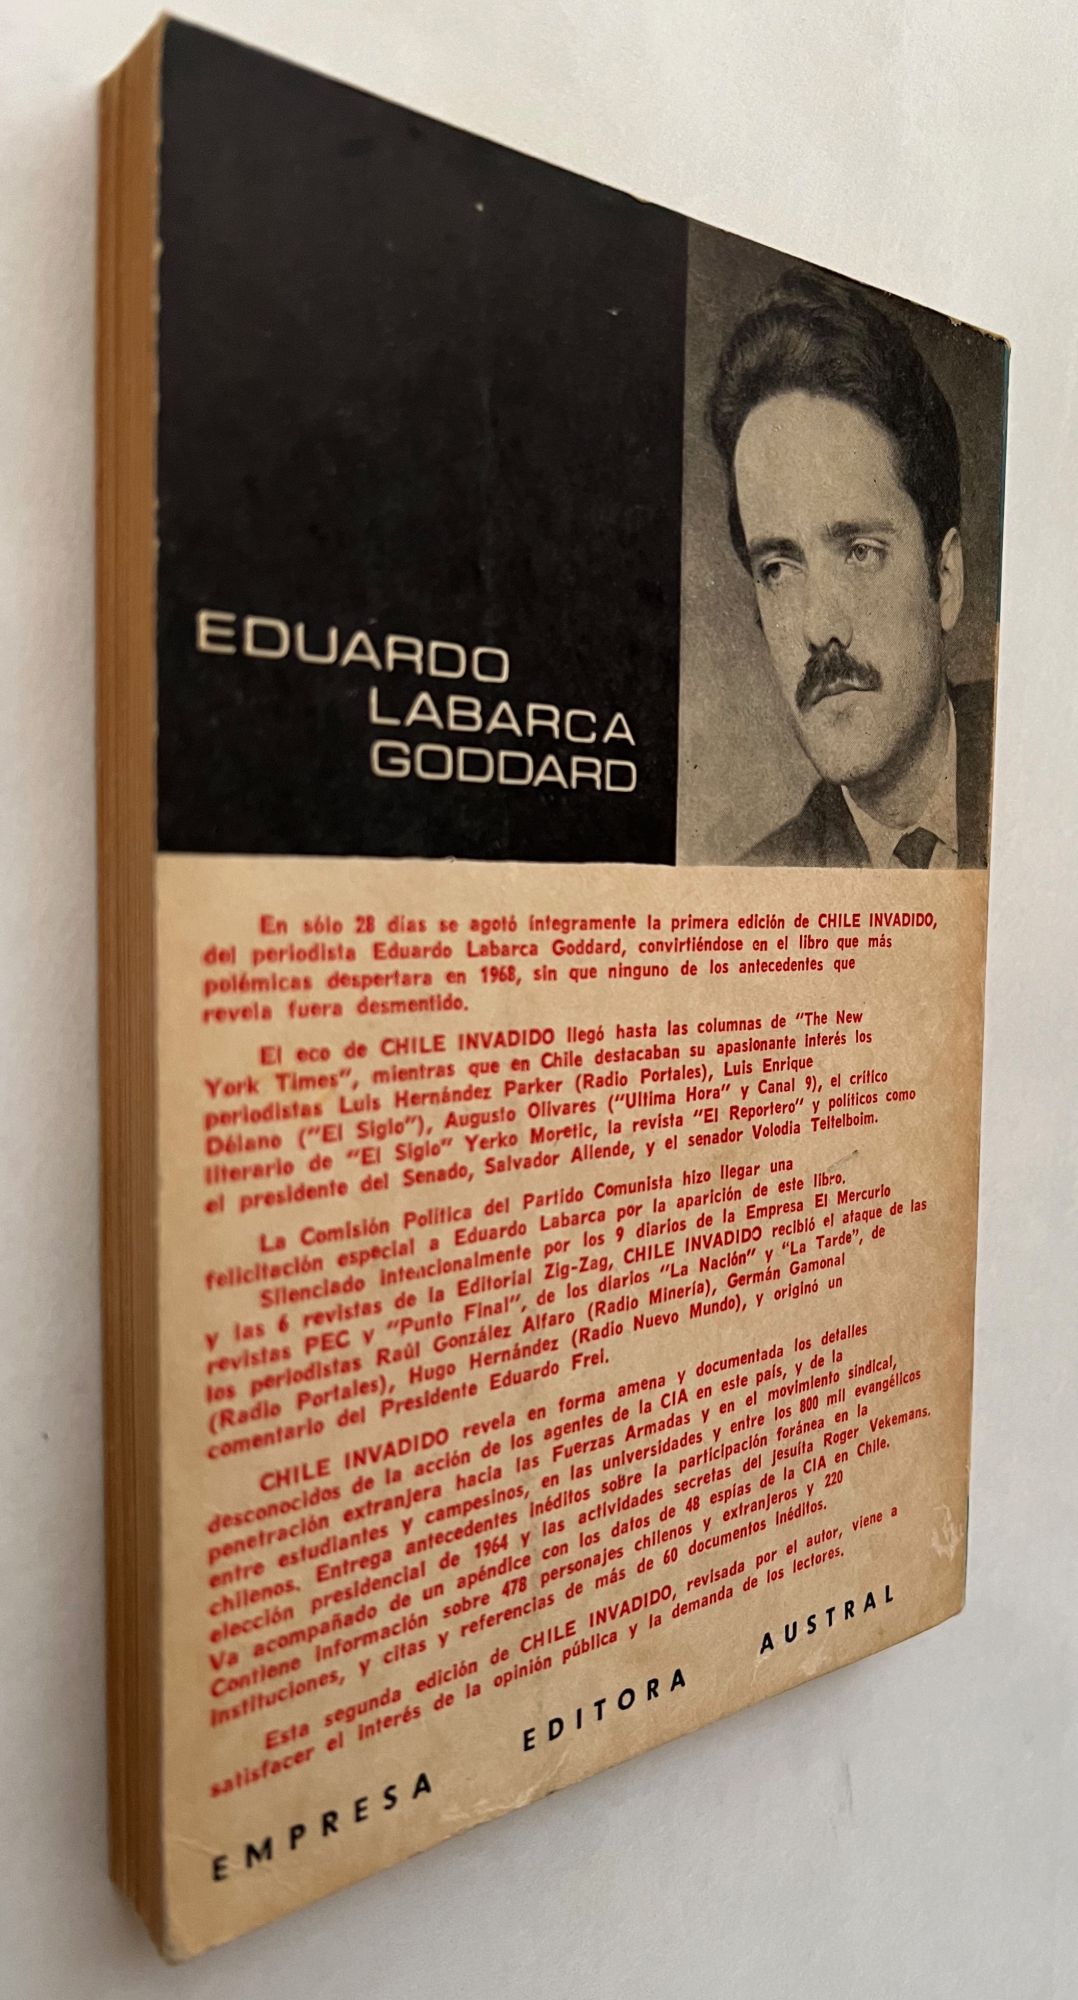 EDUARDO
LABARCA
GODDARD
En sólo 28 días se agotó íntegramente la primera edición de CHILE INVADIDO,
del periodista Eduardo Labarca Goddard, convirtiéndose en el libro que más
polémicas despertara en 1968, sin que ninguno de los antecedentes que
revela fuera desmentido.
El eco de CHILE INVADIDO llegó hasta las columnas de "The New
York Times", mientras que en Chile destacaban su apasionante interés los
periodistas Luis Hernández Parker (Radio Portales), Luis Enrique
Délano ("El Siglo"), Augusto Olivares ("Ultima Hora" y Canal 9), el crítico
literario de "El Siglo" Yerko Moretic, la revista "El Reportero" y políticos como
el presidente del Senado, Salvador Allende, y el senador Volodia Teitelboim.
La Comisión Política del Partido Comunista hizo llegar una
felicitación especial a Eduardo Labarca por la aparición de este libro.
Silenciado intencionalmente por los 9 diarios de la Empresa El Mercurio
y las 6 revistas de la Editorial Zig-Zag, CHILE INVADIDO recibió el ataque de las
revistas PEC y "Punto Final", de los diarios "La Nación" y "La Tarde", de
los periodistas Raúl González Alfaro (Radio Minería), Germán Gamonal
(Radio Portales), Hugo Hernández (Radio Nuevo Mundo), y originó un
comentario del Presidente Eduardo Frei.
CHILE INVADIDO revela en forma amena y documentada los detalles
desconocidos de la acción de los agentes de la CIA en este país, y de la
penetración extranjera hacia las Fuerzas Armadas y en el movimiento sindical,
entre estudiantes y campesinos, en las universidades y entre los 800 mil evangélicos
chilenos. Entrega antecedentes inéditos sobre la participación foránea en la
elección presidencial de 1964 y las actividades secretas del jesuíta Roger Vekemans.
Va acompañado de un apéndice con los datos de 48 espías de la CIA en Chile.
Contiene información sobre 478 personajes chilenos y extranjeros y 220
instituciones, y citas y referencias de más de 60 documentos inéditos.
Esta segunda edición de CHILE INVADIDO, revisada por el autor, viene a
satisfacer el interés de la opinión pública y la demanda de los lectores.
EMPRESA EDITORA AUSTRAL